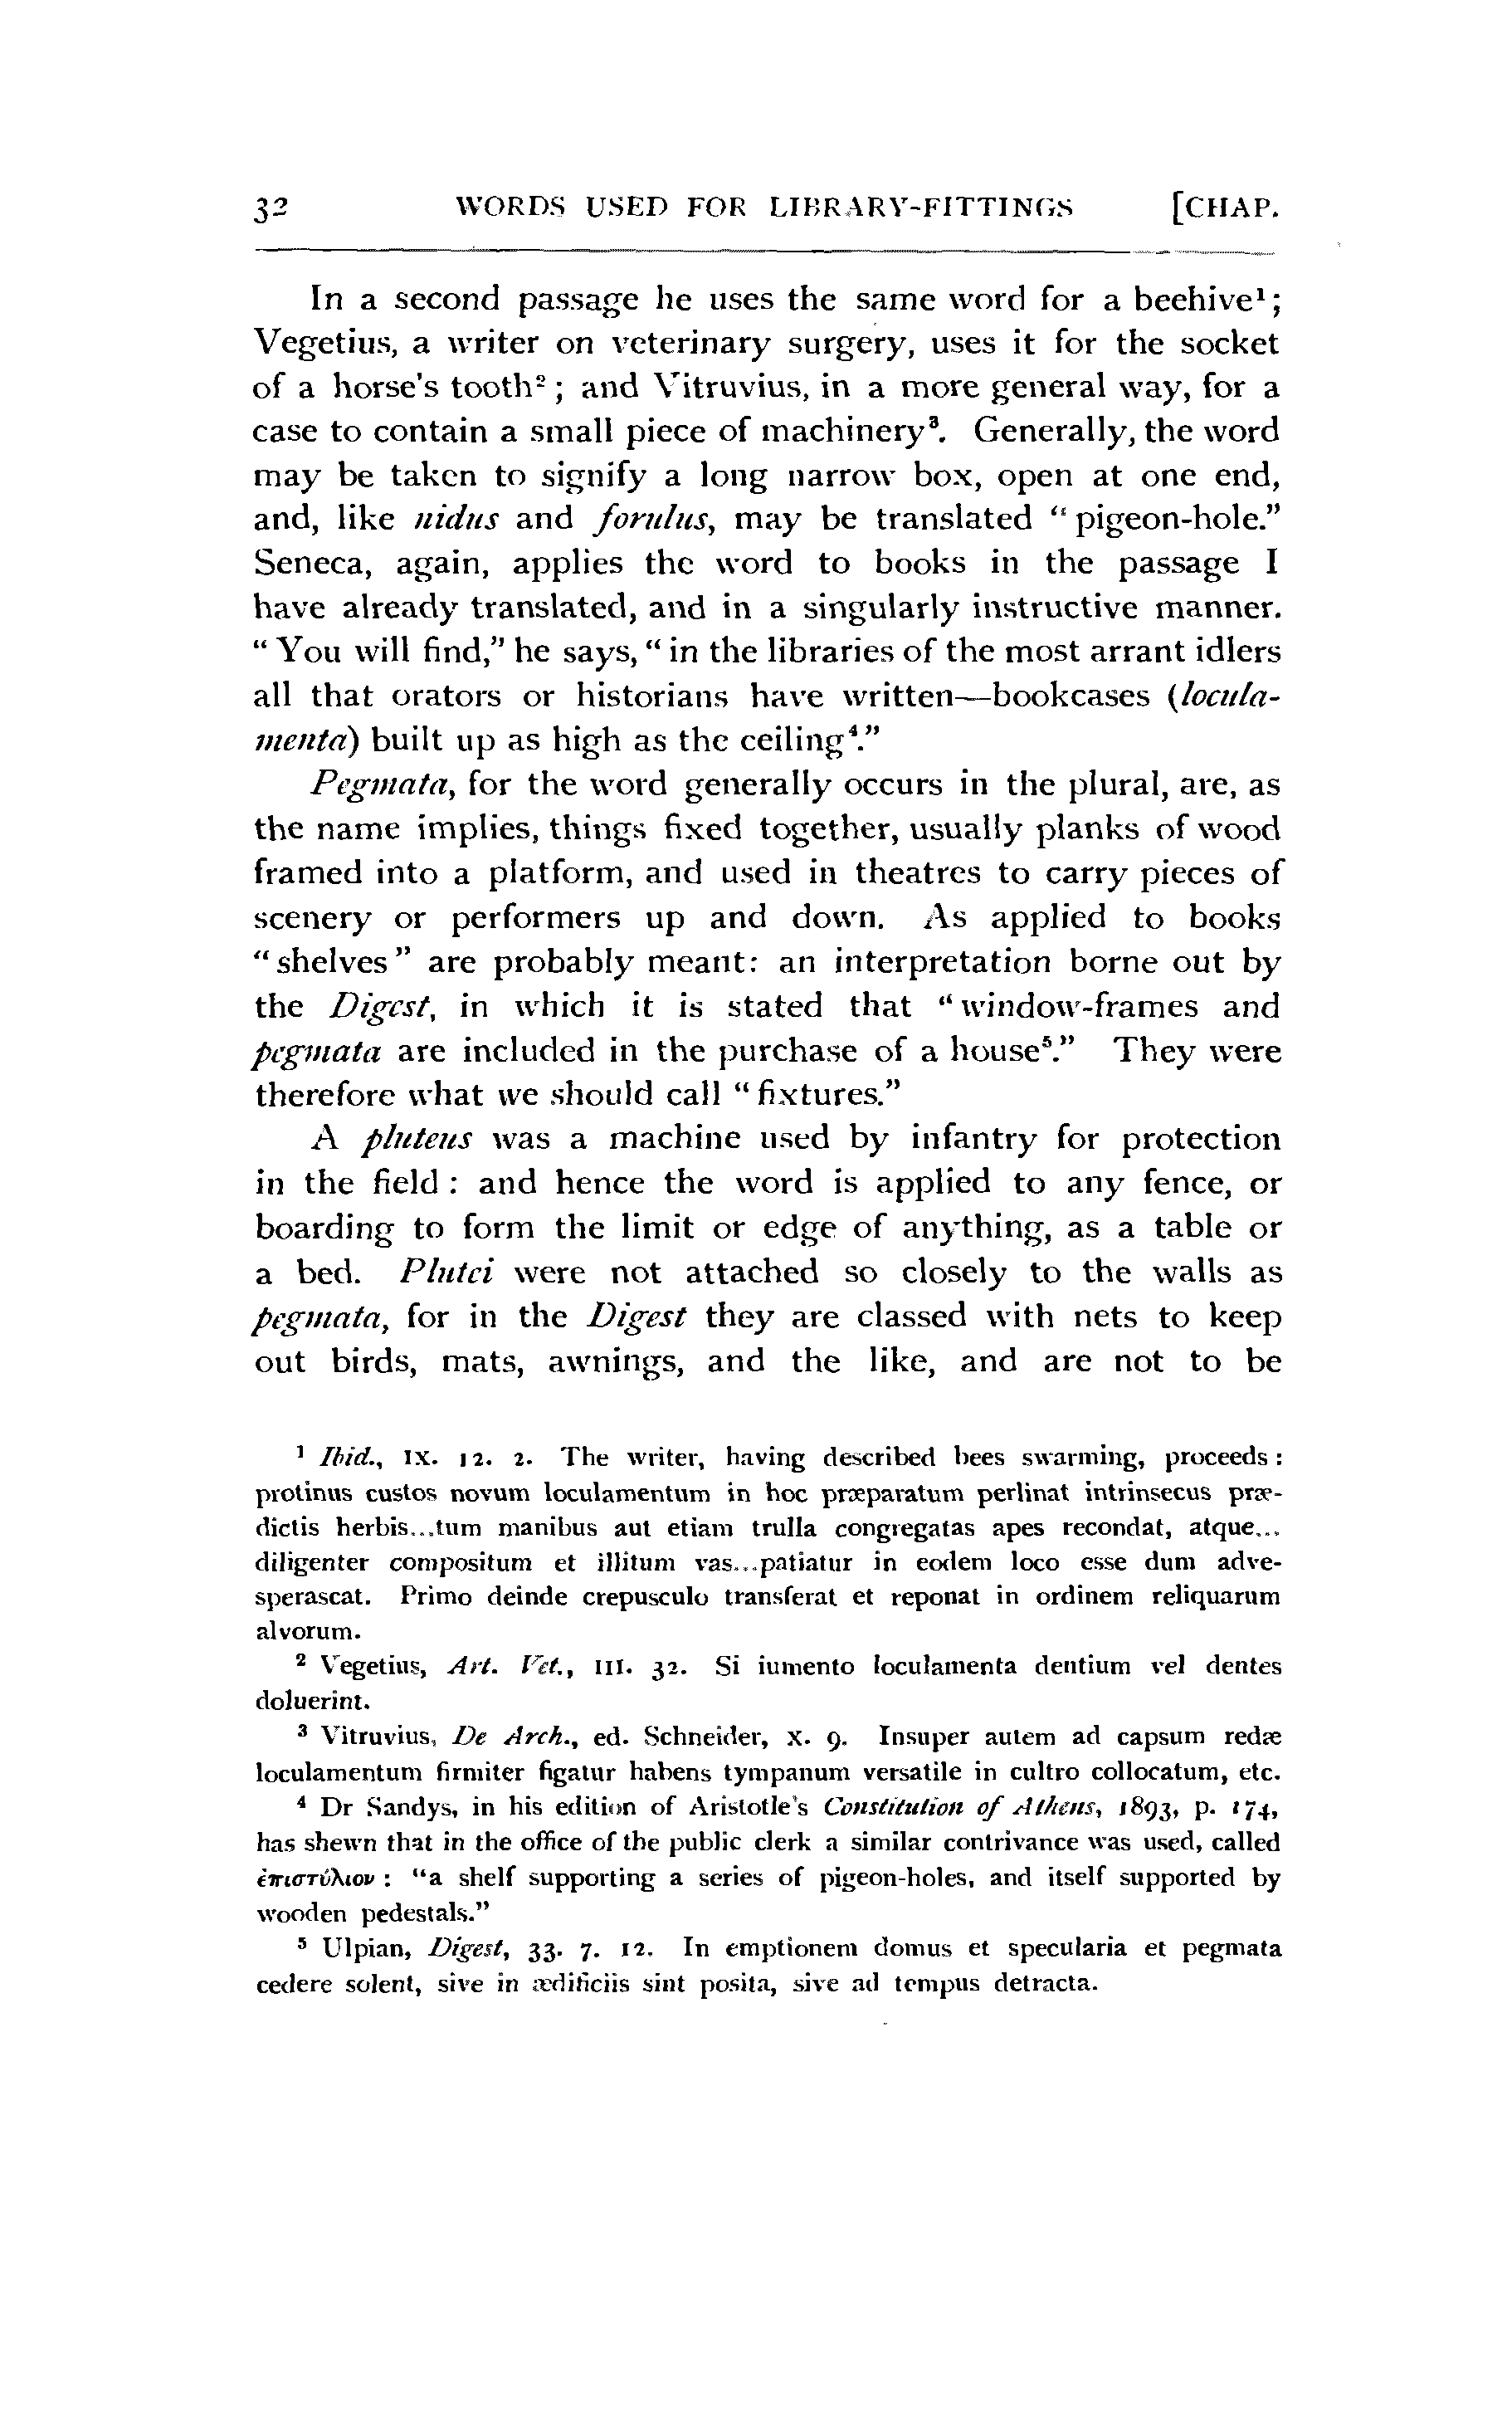 32 WORDS USED FOR LIBRARY-FITTINGS [CHAP.
In a second passage he uses the same word for a beehive¹;
Vegetius, a writer on veterinary surgery, uses it for the socket
of a horse's tooth²; and Vitruvius, in a more general way, for a
case to contain a small piece of machinery³. Generally, the word
may be taken to signify a long narrow box, open at one end,
and, like nidus and forulus, may be translated "pigeon-hole."
Seneca, again, applies the word to books in the passage I
have already translated, and in a singularly instructive manner.
"You will find," he says, "in the libraries of the most arrant idlers
all that orators or historians have written—bookcases (locula-
menta) built up as high as the ceiling⁴."
Pegmata, for the word generally occurs in the plural, are, as
the name implies, things fixed together, usually planks of wood
framed into a platform, and used in theatres to carry pieces of
scenery or performers up and down. As applied to books
"shelves" are probably meant: an interpretation borne out by
the Digest, in which it is stated that "window-frames and
pegmata are included in the purchase of a house⁵." They were
therefore what we should call "fixtures."
A pluteus was a machine used by infantry for protection
in the field: and hence the word is applied to any fence, or
boarding to form the limit or edge of anything, as a table or
a bed. Plutei were not attached so closely to the walls as
pegmata, for in the Digest they are classed with nets to keep
out birds, mats, awnings, and the like, and are not to be
¹ Ibid., IX. 12. 2. The writer, having described bees swarming, proceeds:
protinus custos novum loculamentum in hoc præparatum perlinat intrinsecus præ-
dictis herbis...tum manibus aut etiam trulla congregatas apes recondat, atque...
diligenter compositum et illitum vas...patiatur in eodem loco esse dum adve-
sperascat. Primo deinde crepusculo transferat et reponat in ordinem reliquarum
alvorum.
² Vegetius, Art. Vet., III. 32. Si iumento loculamenta dentium vel dentes
doluerint.
³ Vitruvius, De Arch., ed. Schneider, X. 9. Insuper autem ad capsum redæ
loculamentum firmiter figatur habens tympanum versatile in cultro collocatum, etc.
⁴ Dr Sandys, in his edition of Aristotle's Constitution of Athens, 1893, p. 174,
has shewn that in the office of the public clerk a similar contrivance was used, called
ἐπιστύλιον: "a shelf supporting a series of pigeon-holes, and itself supported by
wooden pedestals."
⁵ Ulpian, Digest, 33. 7. 12. In emptionem domus et specularia et pegmata
cedere solent, sive in ædificiis sint posita, sive ad tempus detracta.